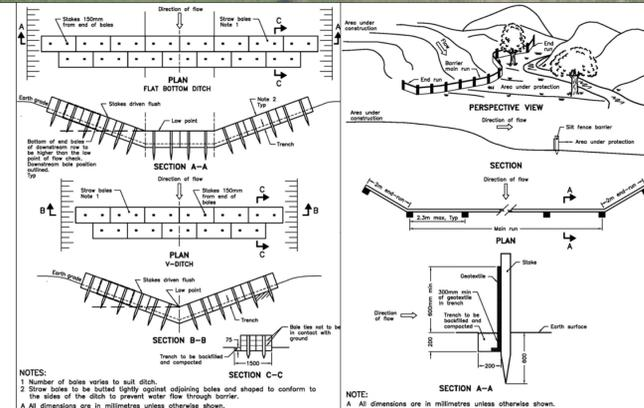 Stakes 150mm
from end of bales
Direction of flow
Straw bales
Note 1
C
A
A
C
PLAN
FLAT BOTTOM DITCH
Earth grade
Stakes driven flush
Note 2
Typ
Low point
Trench
Bottom of end bales
of downstream row to
be higher than the low
point of flow check.
Downstream bale position
outlined.
Typ
SECTION A-A
Direction of flow
Straw bales
Note 1
Stakes 150mm
from end
of bales
C
B
B
C
PLAN
V-DITCH
Earth grade
Stakes driven flush
Low point
Trench
SECTION B-B
Bale ties not to be
in contact with
ground
75
Trench to be backfilled
and compacted
1500
SECTION C-C
NOTES:
1 Number of bales varies to suit ditch.
2 Straw bales to be butted tightly against adjoining bales and shaped to conform to
the sides of the ditch to prevent water flow through barrier.
A All dimensions are in millimetres unless otherwise shown.
Area under
construction
Flow
Barrier
main run
End
run
End run
Area under protection
PERSPECTIVE VIEW
Area under
construction
Direction of flow
Silt fence barrier
Area under protection
SECTION
Direction of flow
A
2m end-run
2m end-run
2.3m max, Typ
Main run
PLAN
A
Stake
Geotextile
300mm min
of geotextile
in trench
600mm min
Direction
of flow
Trench to be
backfilled and
compacted
Earth surface
200
600
200
SECTION A-A
NOTE:
A All dimensions are in millimetres unless otherwise shown.